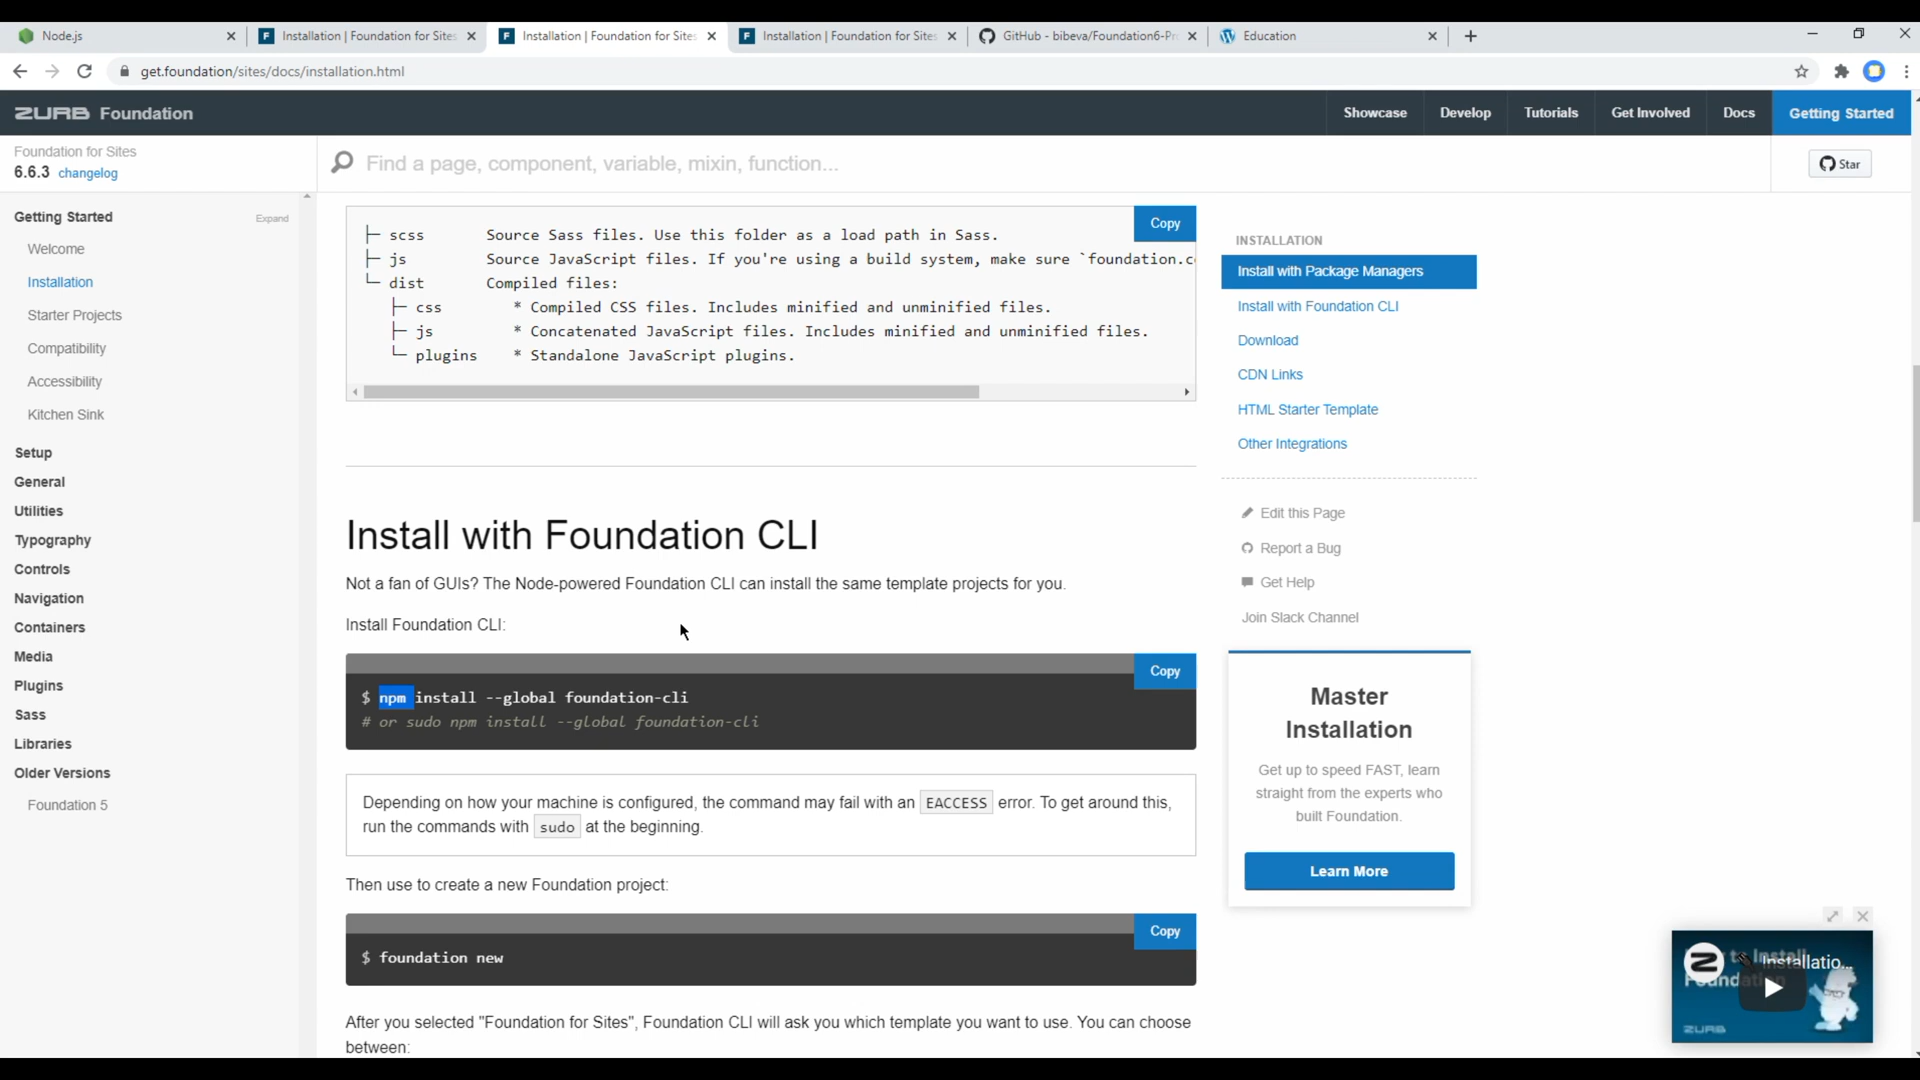 Node.js
Installation | Foundation for Sites
Installation | Foundation for Sites
Installation | Foundation for Sites
GitHub - bibeva/Foundation6-Pr
Education
get.foundation/sites/docs/installation.html
ZURB Foundation
Showcase
Develop
Tutorials
Get Involved
Docs
Getting Started
Foundation for Sites
6.6.3 changelog
Find a page, component, variable, mixin, function...
Star
Getting Started
Expand
Welcome
Installation
Starter Projects
Compatibility
Accessibility
Kitchen Sink
Setup
General
Utilities
Typography
Controls
Navigation
Containers
Media
Plugins
Sass
Libraries
Older Versions
Foundation 5
Copy
├─ scss Source Sass files. Use this folder as a load path in Sass.
├─ js Source JavaScript files. If you're using a build system, make sure `foundation.c
└─ dist Compiled files:
├─ css * Compiled CSS files. Includes minified and unminified files.
├─ js * Concatenated JavaScript files. Includes minified and unminified files.
└─ plugins * Standalone JavaScript plugins.
Install with Foundation CLI
Not a fan of GUIs? The Node-powered Foundation CLI can install the same template projects for you.
Install Foundation CLI:
Copy
$ npm install --global foundation-cli
# or sudo npm install --global foundation-cli
Depending on how your machine is configured, the command may fail with an EACCESS error. To get around this,
run the commands with sudo at the beginning.
Then use to create a new Foundation project:
Copy
$ foundation new
After you selected "Foundation for Sites", Foundation CLI will ask you which template you want to use. You can choose
between:
INSTALLATION
Install with Package Managers
Install with Foundation CLI
Download
CDN Links
HTML Starter Template
Other Integrations
Edit this Page
Report a Bug
Get Help
Join Slack Channel
Master
Installation
Get up to speed FAST, learn
straight from the experts who
built Foundation.
Learn More
Installatio...
ZURB